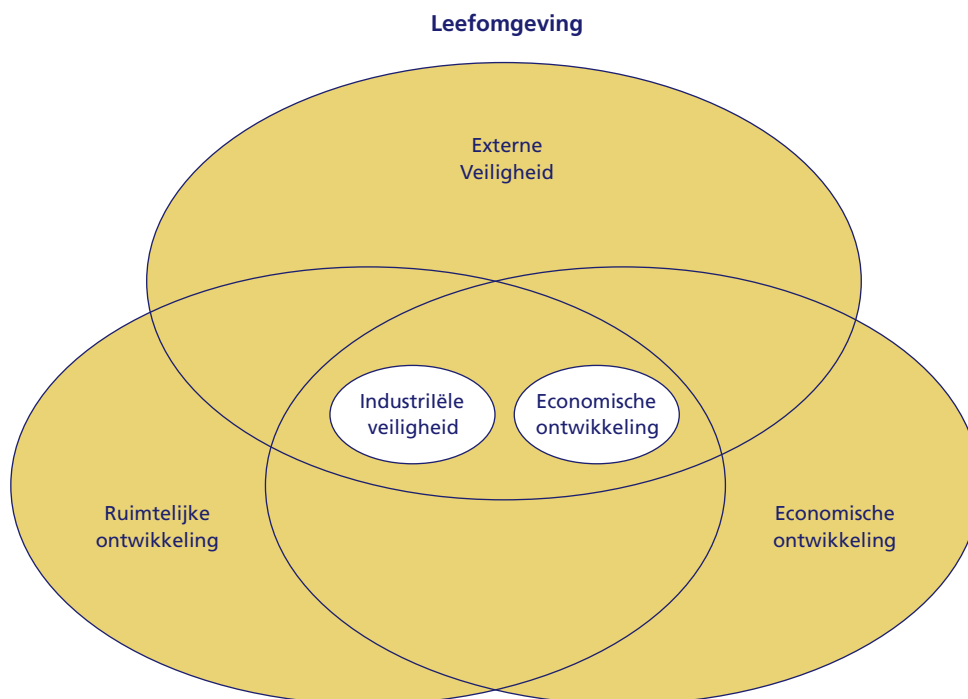 Leefomgeving
Externe
Veiligheid
Industrilële
veiligheid
Economische
ontwikkeling
Ruimtelijke
ontwikkeling
Economische
ontwikkeling